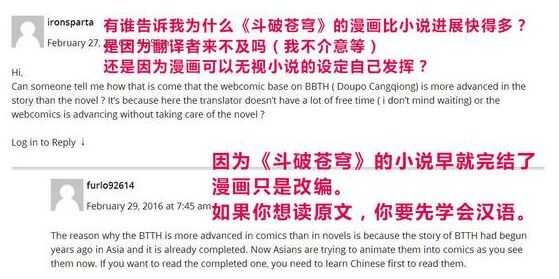 有谁告诉我为什么《斗破苍穹》的漫画比小说进展快得多？
ironsparta
是因为翻译者来不及吗（我不介意等）
February 27,
还是因为漫画可以无视小说的设定自己发挥？
Hi,
Can someone tell me how that is come that the webcomic base on BBTH ( Doupo Cangqiong) is more advanced in the
story than the novel ? It's because here the translator doesn't have a lot of free time ( i don't mind waiting) or the
webcomics is advancing without taking care of the novel ?
Log in to Reply ↓
因为《斗破苍穹》的小说早就完结了
漫画只是改编。
furlo92614
如果你想读原文，你要先学会汉语。
February 29, 2016 at 7:45 am
The reason why the BTTH is more advanced in comics than in novels is because the story of BTTH had begun
years ago in Asia and it is already completed. Now Asians are trying to animate them into comics as you see
them now. If you want to read the completed one, you need to learn Chinese first to read them.